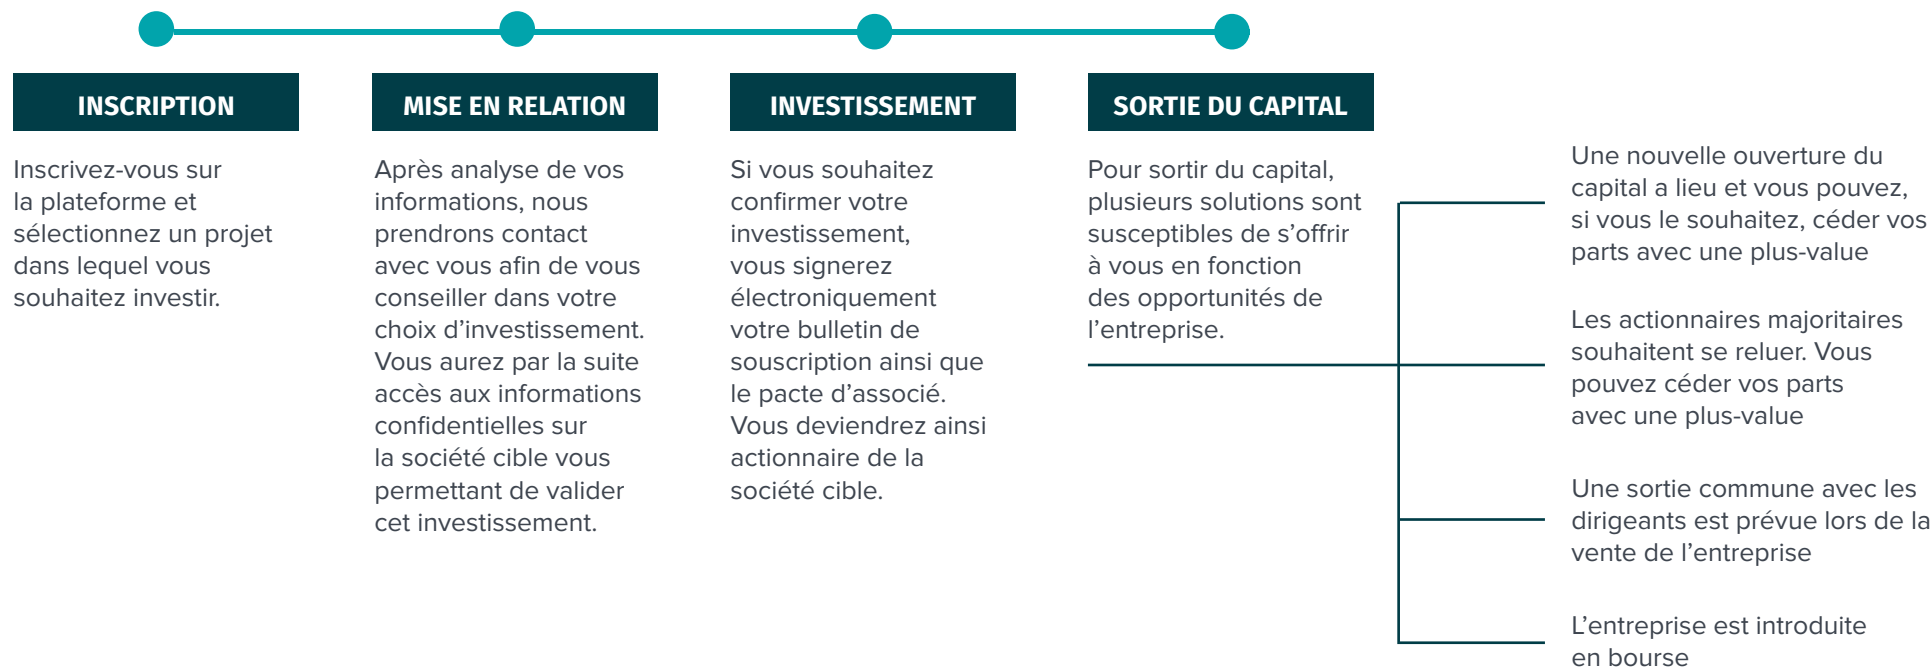 INSCRIPTION
Inscrivez-vous sur
la plateforme et
sélectionnez un projet
dans lequel vous
souhaitez investir.
MISE EN RELATION
Après analyse de vos
informations, nous
prendrons contact
avec vous afin de vous
conseiller dans votre
choix d’investissement.
Vous aurez par la suite
accès aux informations
confidentielles sur
la société cible vous
permettant de valider
cet investissement.
INVESTISSEMENT
Si vous souhaitez
confirmer votre
investissement,
vous signerez
électroniquement
votre bulletin de
souscription ainsi que
le pacte d’associé.
Vous deviendrez ainsi
actionnaire de la
société cible.
SORTIE DU CAPITAL
Pour sortir du capital,
plusieurs solutions sont
susceptibles de s’offrir
à vous en fonction
des opportunités de
l’entreprise.
Une nouvelle ouverture du
capital a lieu et vous pouvez,
si vous le souhaitez, céder vos
parts avec une plus-value
Les actionnaires majoritaires
souhaitent se reluer. Vous
pouvez céder vos parts
avec une plus-value
Une sortie commune avec les
dirigeants est prévue lors de la
vente de l’entreprise
L’entreprise est introduite
en bourse